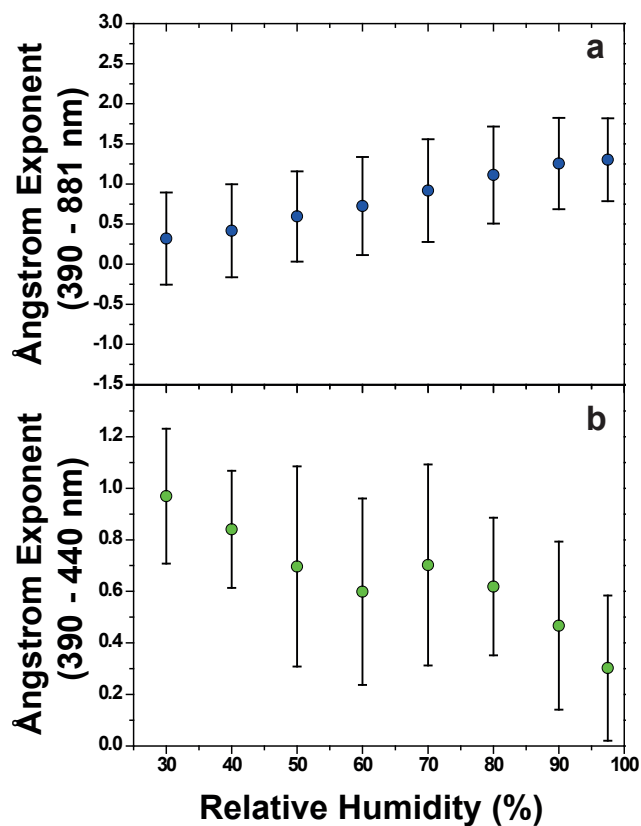 a
Ångstrom Exponent
(390 - 881 nm)
3.0
2.5
2.0
1.5
1.0
0.5
0.0
-0.5
-1.0
-1.5
b
Ångstrom Exponent
(390 - 440 nm)
1.2
1.0
0.8
0.6
0.4
0.2
0.0
30 40 50 60 70 80 90 100
Relative Humidity (%)